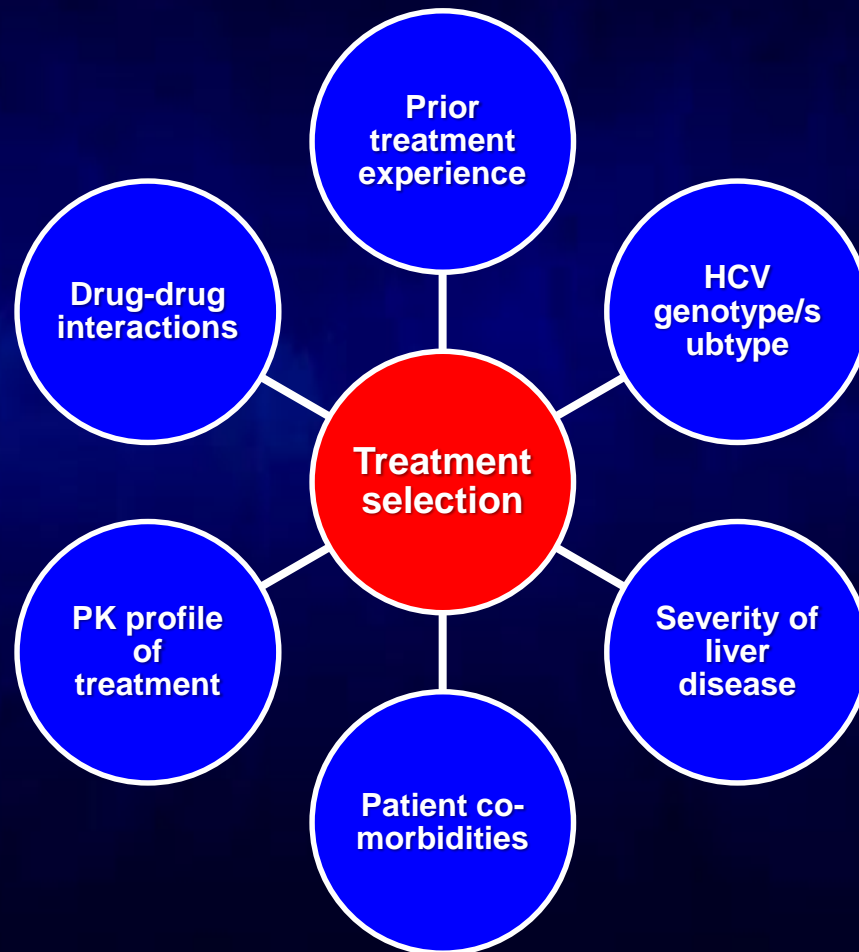 Prior
treatment
experience
Drug-drug
interactions
HCV
genotype/s
ubtype
Treatment
selection
PK profile
of
treatment
Severity of
liver
disease
Patient co-
morbidities